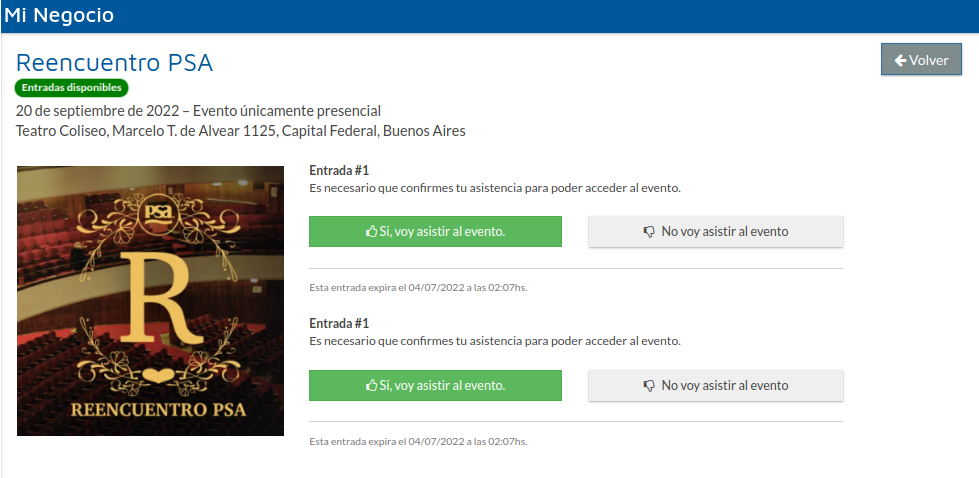 Mi Negocio
Reencuentro PSA
Volver
Entradas disponibles
20 de septiembre de 2022 – Evento únicamente presencial
Teatro Coliseo, Marcelo T. de Alvear 1125, Capital Federal, Buenos Aires
psa
R
REENCUENTRO PSA
Entrada #1
Es necesario que confirmes tu asistencia para poder acceder al evento.
Si, voy asistir al evento.
No voy asistir al evento
Esta entrada expira el 04/07/2022 a las 02:07hs.
Entrada #1
Es necesario que confirmes tu asistencia para poder acceder al evento.
Si, voy asistir al evento.
No voy asistir al evento
Esta entrada expira el 04/07/2022 a las 02:07hs.